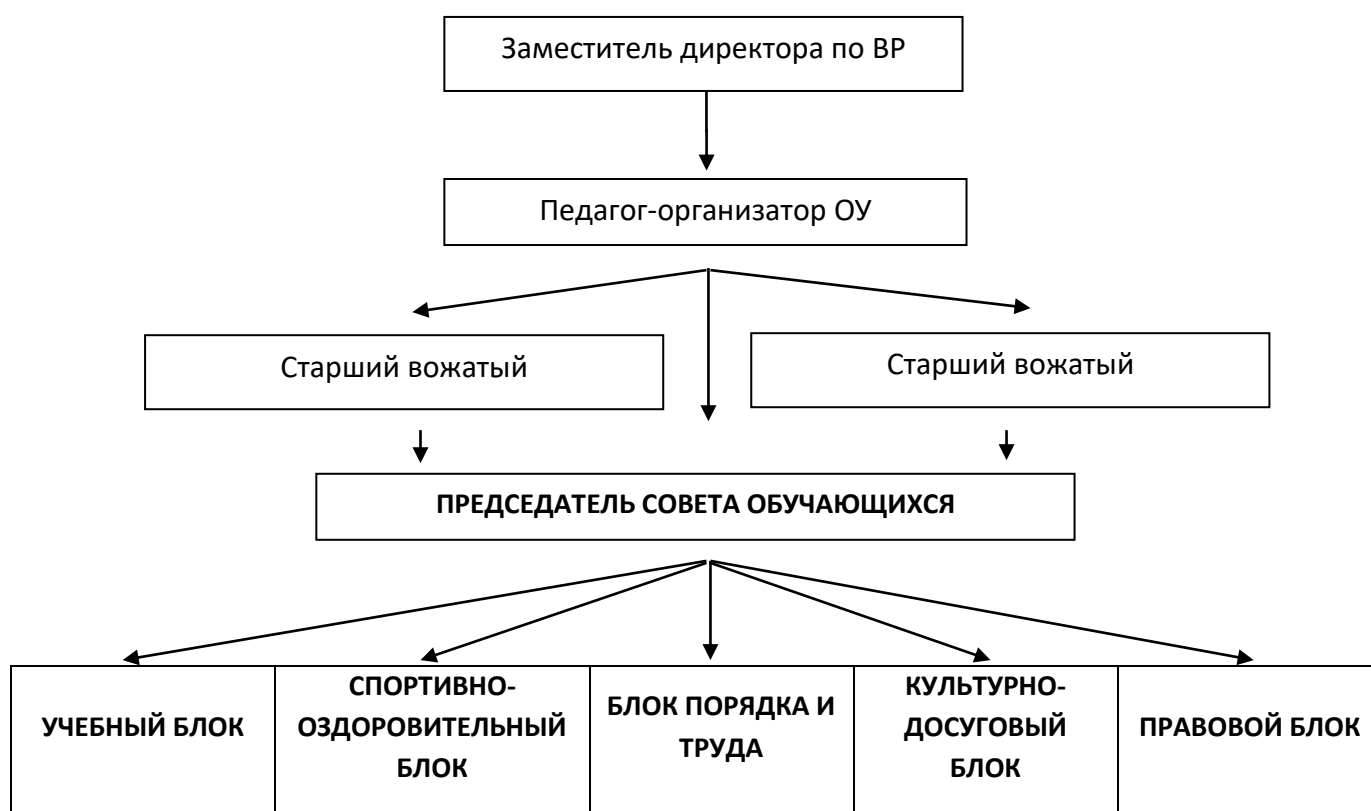 Заместитель директора по ВР
Педагог-организатор ОУ
Старший вожатый
Старший вожатый
ПРЕДСЕДАТЕЛЬ СОВЕТА ОБУЧАЮЩИХСЯ
УЧЕБНЫЙ БЛОК
СПОРТИВНО-
ОЗДОРОВИТЕЛЬНЫЙ
БЛОК
БЛОК ПОРЯДКА И
ТРУДА
КУЛЬТУРНО-
ДОСУГОВЫЙ
БЛОК
ПРАВОВОЙ БЛОК